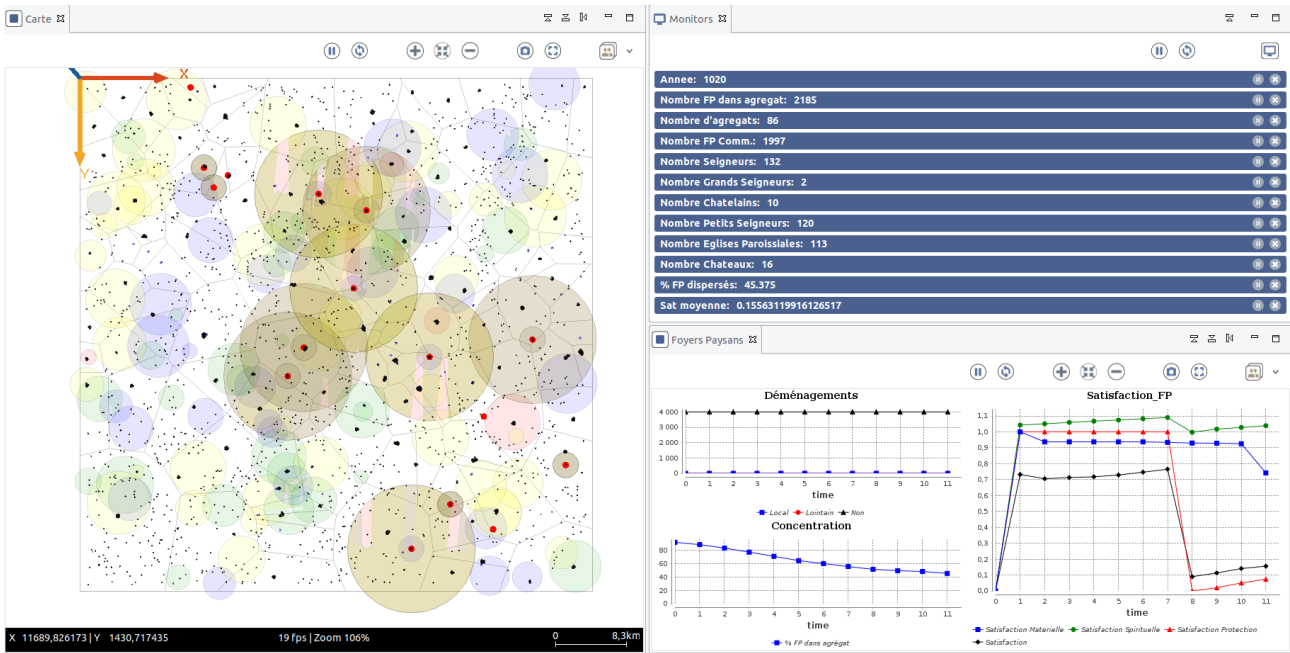 Carte
X
Y
X 11689,826173 | Y 1430,717435
19 fps | Zoom 106%
0 8,3km
Monitors
Annee: 1020
Nombre FP dans agregat: 2185
Nombre d'agregats: 86
Nombre FP Comm.: 1997
Nombre Seigneurs: 132
Nombre Grands Seigneurs: 2
Nombre Chatelains: 10
Nombre Petits Seigneurs: 120
Nombre Eglises Paroissiales: 113
Nombre Chateaux: 16
% FP dispersés: 45.375
Sat moyenne: 0.1556311991612651​7
Foyers Paysans
Déménagements
4 000
3 000
2 000
1 000
0
0 1 2 3 4 5 6 7 8 9 10 11
time
Local Lointain Non
Concentration
80
60
40
20
0
0 1 2 3 4 5 6 7 8 9 10 11
time
% FP dans agrégat
Satisfaction_FP
1,1
1,0
0,9
0,8
0,7
0,6
0,5
0,4
0,3
0,2
0,1
0,0
0 1 2 3 4 5 6 7 8 9 10 11
time
Satisfaction Materielle Satisfaction Spirituelle Satisfaction Protection
Satisfaction